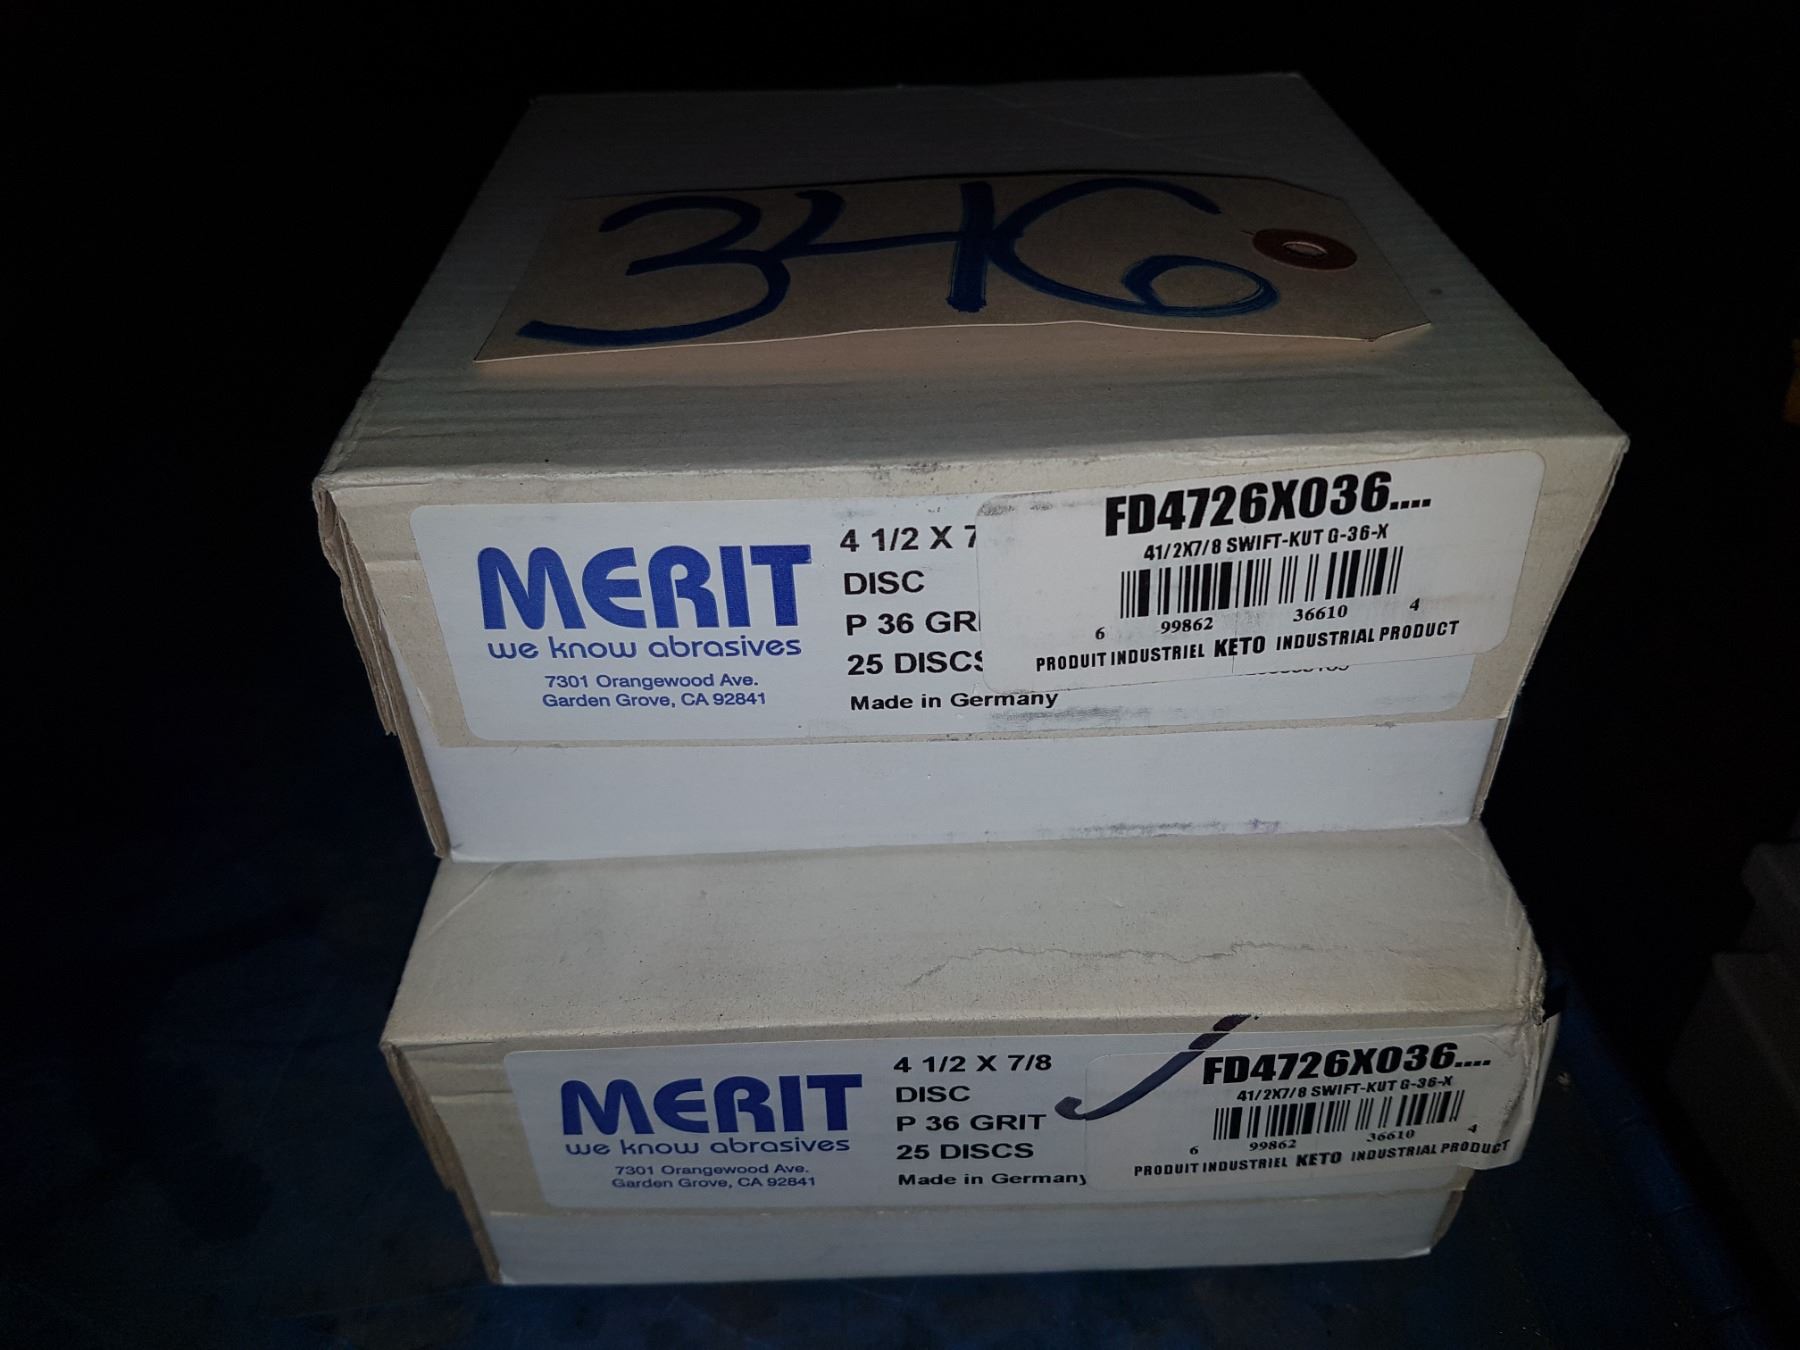 346
MERIT
we know abrasives
7301 Orangewood Ave.
Garden Grove, CA 92841
4 1/2 X 7
DISC
P 36 GR
25 DISCS
Made in Germany
FD4726X036....
41/2X7/8 SWIFT-KUT G-36-X
6 99862 36610 4
PRODUIT INDUSTRIEL KETO INDUSTRIAL PRODUCT
MERIT
we know abrasives
7301 Orangewood Ave.
Garden Grove, CA 92841
4 1/2 X 7/8
DISC
P 36 GRIT
25 DISCS
Made in Germany
FD4726X036....
41/2X7/8 SWIFT-KUT G-36-X
6 99862 36610 4
PRODUIT INDUSTRIEL KETO INDUSTRIAL PRODUCT